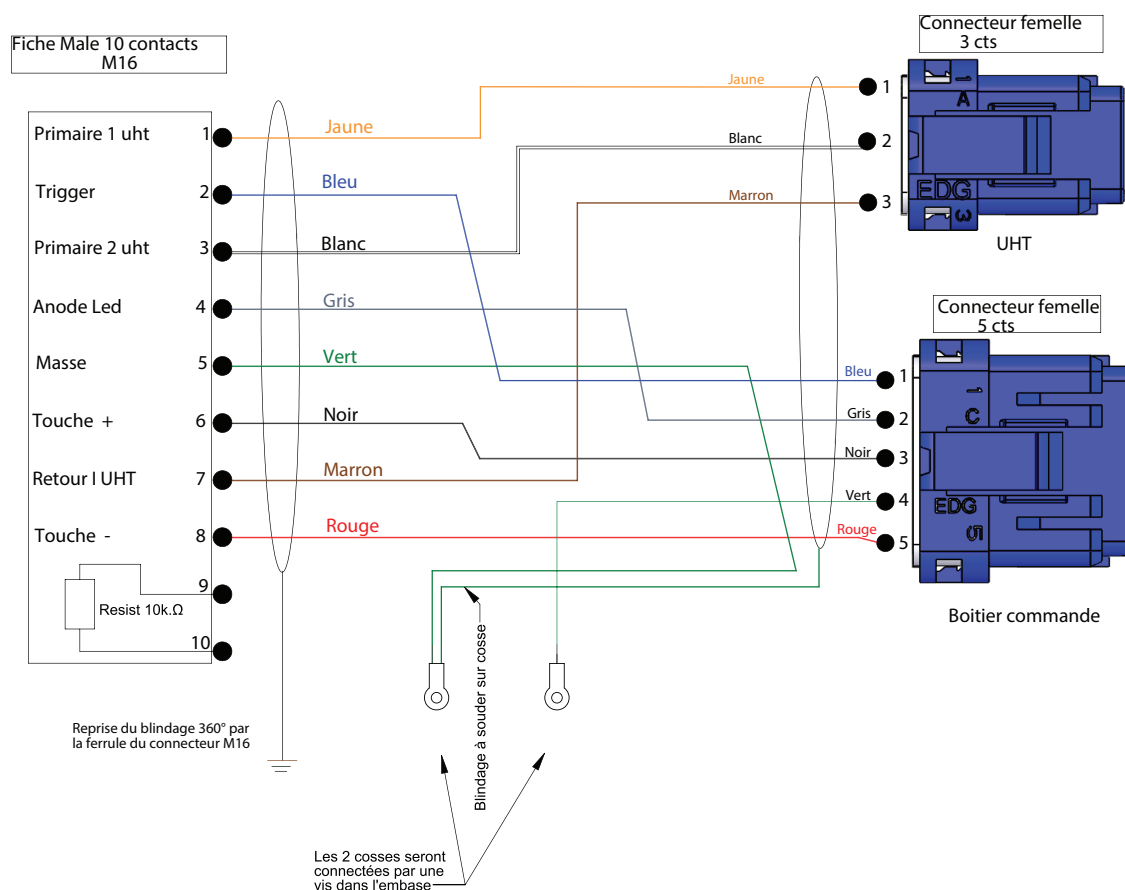 Fiche Male 10 contacts
M16
Connecteur femelle
3 cts
Primaire 1 uht 1
Trigger 2
Primaire 2 uht 3
Anode Led 4
Masse 5
Touche + 6
Retour I UHT 7
Touche - 8
9
Resist 10k.Ω
10
Jaune
Bleu
Blanc
Gris
Vert
Noir
Marron
Rouge
Jaune
1
Blanc
2
Marron
3
1
A
EDG
3
UHT
Connecteur femelle
5 cts
Bleu
1
Gris
2
Noir
3
Vert
4
Rouge
5
1
C
EDG
5
Boitier commande
Reprise du blindage 360° par
la ferrule du connecteur M16
Blindage à souder sur cosse
Les 2 cosses seront
connectées par une
vis dans l'embase